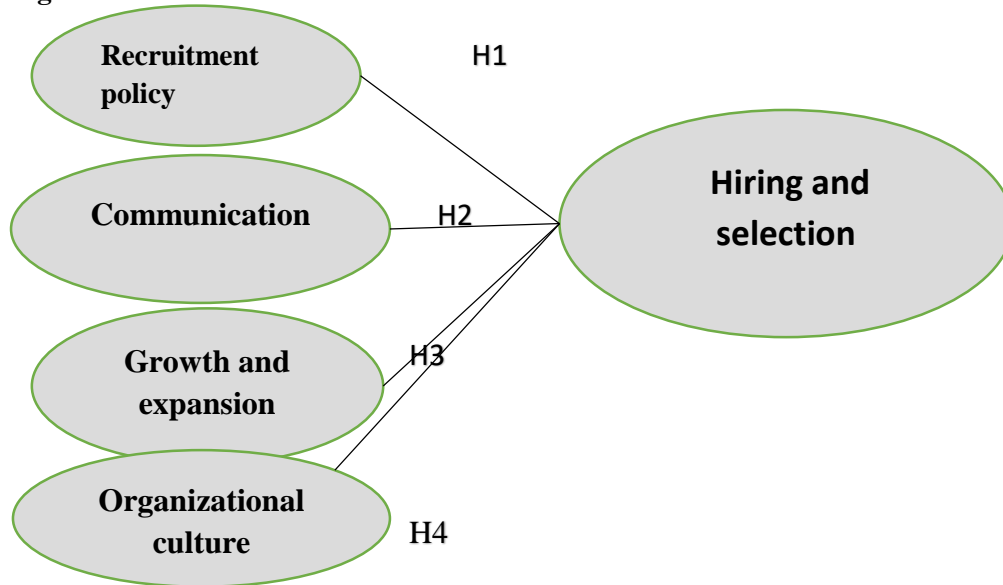 Recruitment
policy
H1
Communication
H2
Hiring and
selection
Growth and
expansion
H3
Organizational
culture
H4